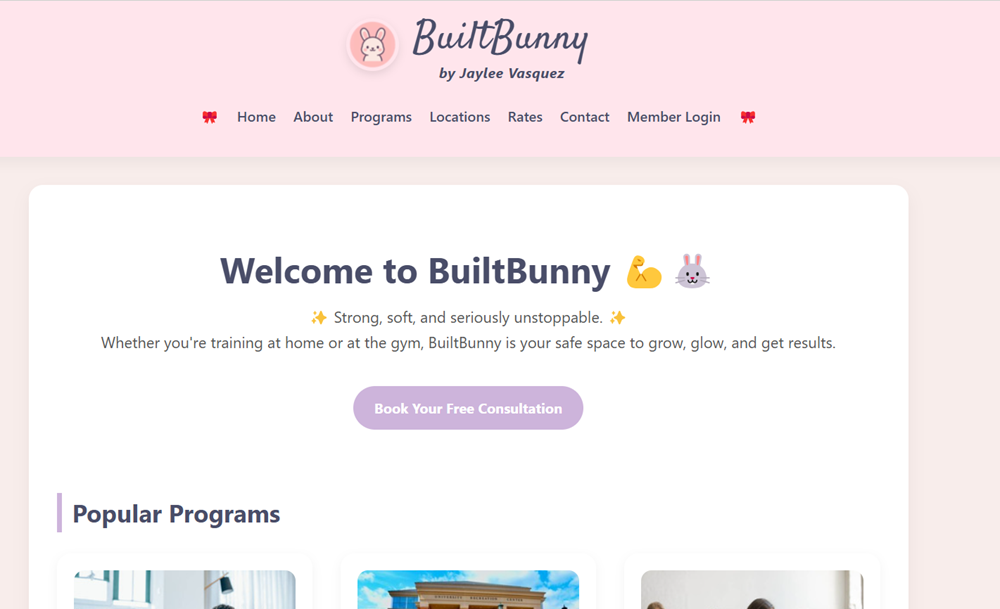 BuiltBunny
by Jaylee Vasquez
🎀 Home About Programs Locations Rates Contact Member Login 🎀
Welcome to BuiltBunny 💪 🐰
✨ Strong, soft, and seriously unstoppable. ✨
Whether you're training at home or at the gym, BuiltBunny is your safe space to grow, glow, and get results.
Book Your Free Consultation
Popular Programs